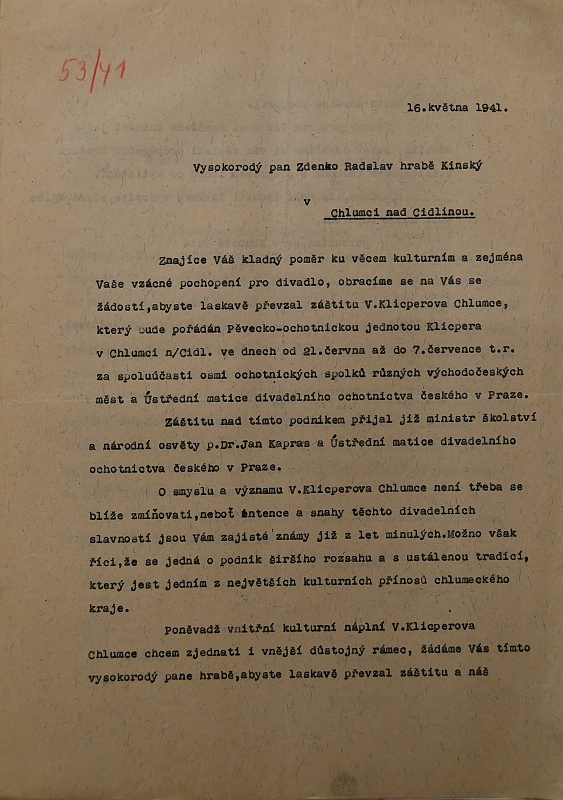 53/41
16.května 1941.
Vysokorodý pan Zdenko Radslav hrabě Kinský
v
Chlumci nad Cidlinou.
Znajíce Váš kladný poměr ku věcem kulturním a zejména
Vaše vzácné pochopení pro divadlo, obracíme se na Vás se
žádostí,abyste laskavě převzal záštitu V.Klicperova Chlumce,
který bude pořádán Pěvecko-ochotnickou jednotou Klicpera
v Chlumci n/Cidl. ve dnech od 21.června až do 7.července t.r.
za spoluúčasti osmi ochotnických spolků různých východočeských
měst a Ústřední matice divadelního ochotnictva českého v Praze.
Záštitu nad tímto podnikem přijal již ministr školství
a národní osvěty p.Dr.Jan Kapras a Ústřední matice divadelního
ochotnictva českého v Praze.
O smyslu a významu V.Klicperova Chlumce není třeba se
blíže zmiňovati,neboť intence a snahy těchto divadelních
slavností jsou Vám zajisté známy již z let minulých.Možno však
říci,že se jedná o podnik širšího rozsahu a s ustálenou tradicí,
který jest jedním z největších kulturních přínosů chlumeckého
kraje.
Poněvadž vnitřní kulturní náplní V.Klicperova
Chlumce chcem zjednati i vnější důstojný rámec, žádáme Vás tímto
vysokorodý pane hrabě,abyste laskavě převzal záštitu a náš